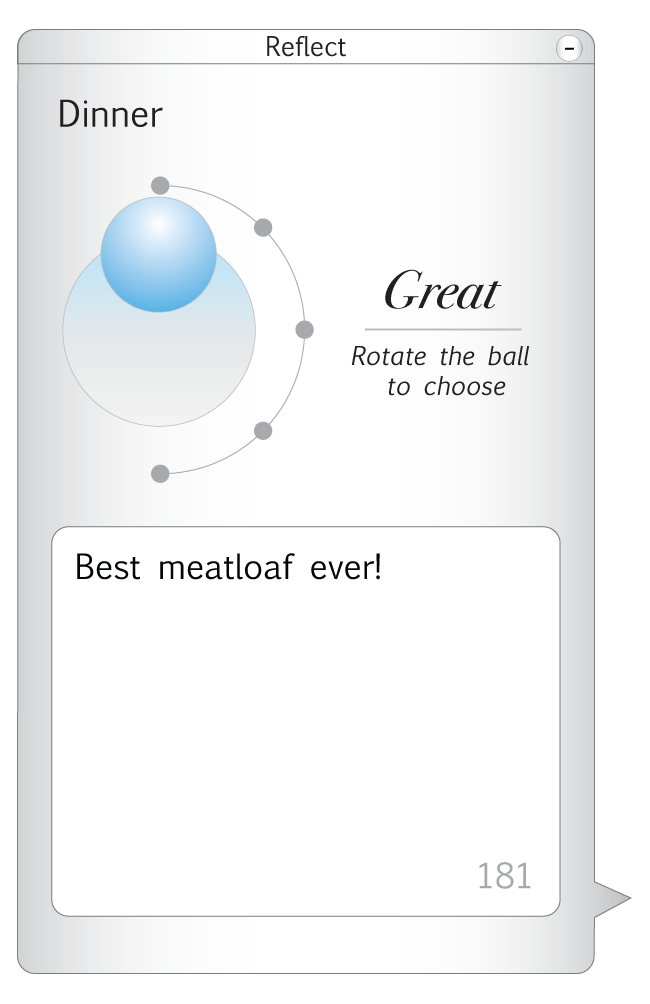 Reflect
-
Dinner
Great
Rotate the ball
to choose
Best meatloaf ever!
181